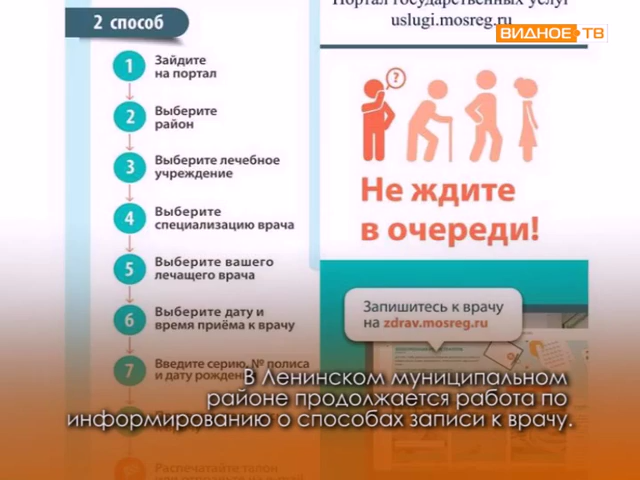 2 способ
1 Зайдите
на портал
2 Выберите
район
3 Выберите лечебное
учреждение
4 Выберите
специализацию врача
5 Выберите вашего
лечащего врача
6 Выберите дату и
время приёма к врачу
7 Введите серию, № полиса
и дату рождения
Распечатайте талон
Портал государственных услуг
uslugi.mosreg.ru
ВИДНОЕ ТВ
?
Не ждите
в очереди!
Запишитесь к врачу
на zdrav.mosreg.ru
В Ленинском муниципальном
районе продолжается работа по
информированию о способах записи к врачу.